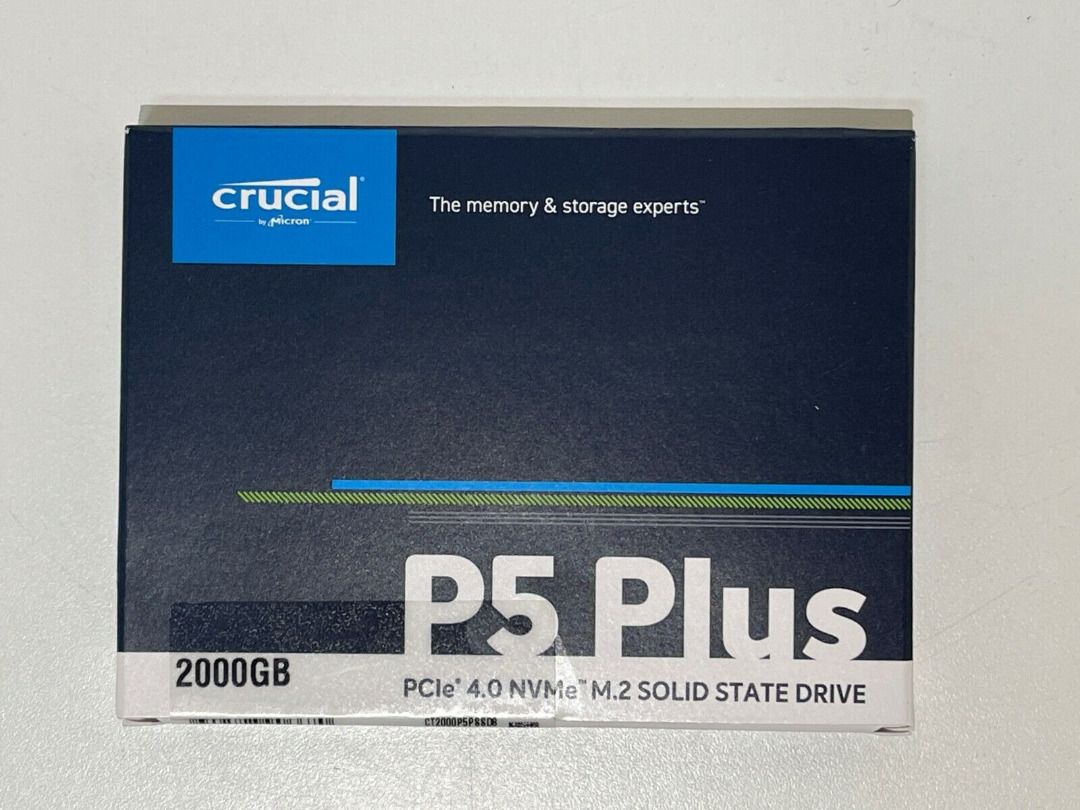 crucial®
by Micron®
The memory & storage experts™
P5 Plus
2000GB
PCIe® 4.0 NVMe™ M.2 SOLID STATE DRIVE
CT2000P5PSSD8